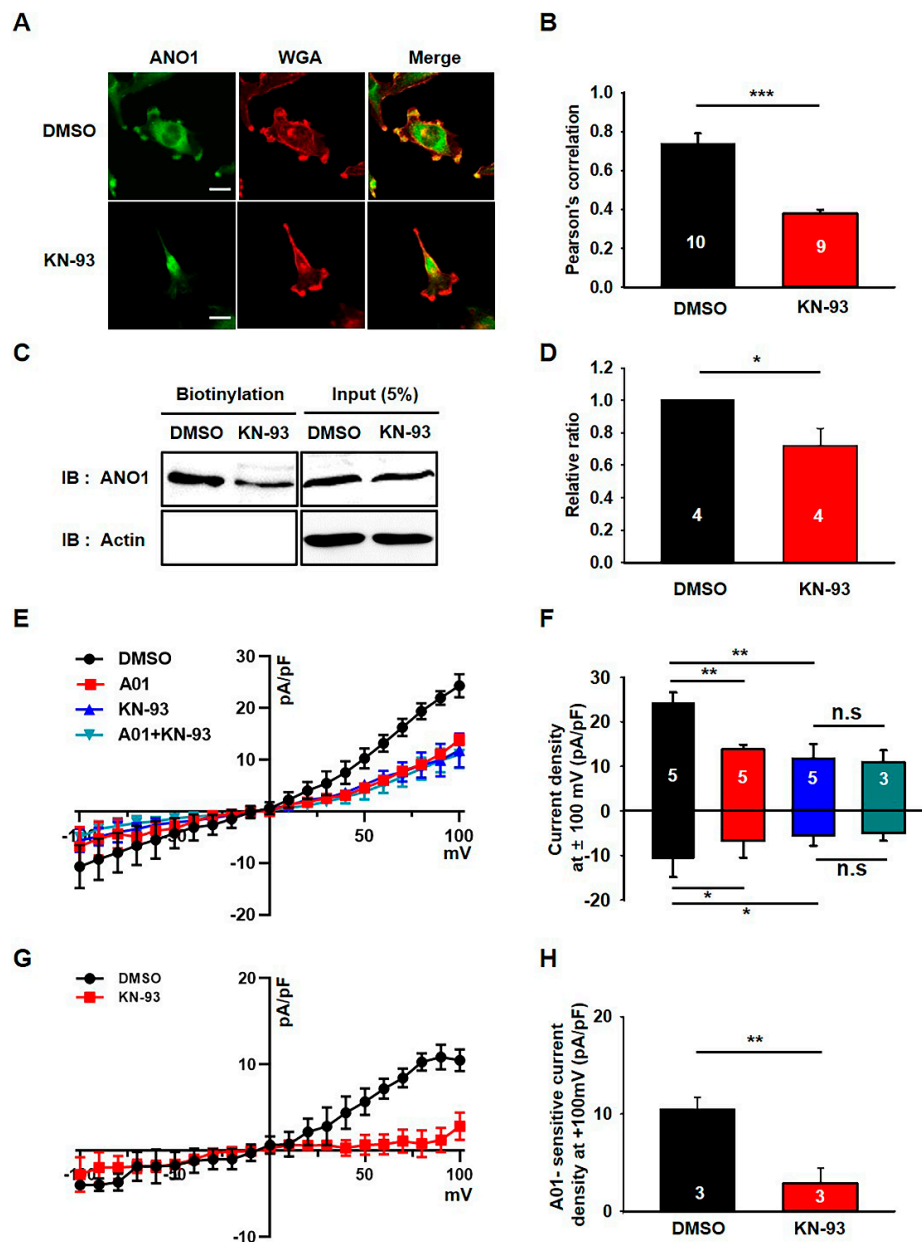 A
ANO1 WGA Merge
DMSO
KN-93
B
***
Pearson's correlation
1.0
0.8
0.6
0.4
0.2
0.0
10
9
DMSO KN-93
C
Biotinylation Input (5%)
DMSO KN-93 DMSO KN-93
IB : ANO1
IB : Actin
D
*
Relative ratio
1.0
0.8
0.6
0.4
0.2
0.0
4 4
DMSO KN-93
E
DMSO
A01
KN-93
A01+KN-93
pA/pF
30
20
10
-100
50 100
mV
-10
-20
F
**
**
n.s
Current density
at ± 100 mV (pA/pF)
30
20
10
0
-10
-20
5 5 5 3
n.s
*
*
G
DMSO
KN-93
pA/pF
20
10
-100 -50 50 100
mV
-10
H
**
A01- sensitive current
density at +100mV (pA/pF)
20
10
0
3 3
DMSO KN-93